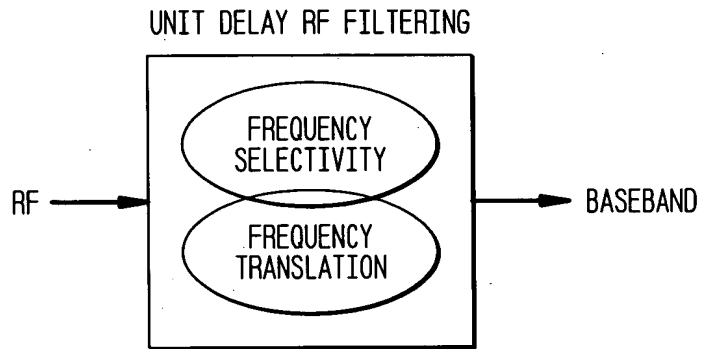 UNIT DELAY RF FILTERING
FREQUENCY
SELECTIVITY
RF
BASEBAND
FREQUENCY
TRANSLATION